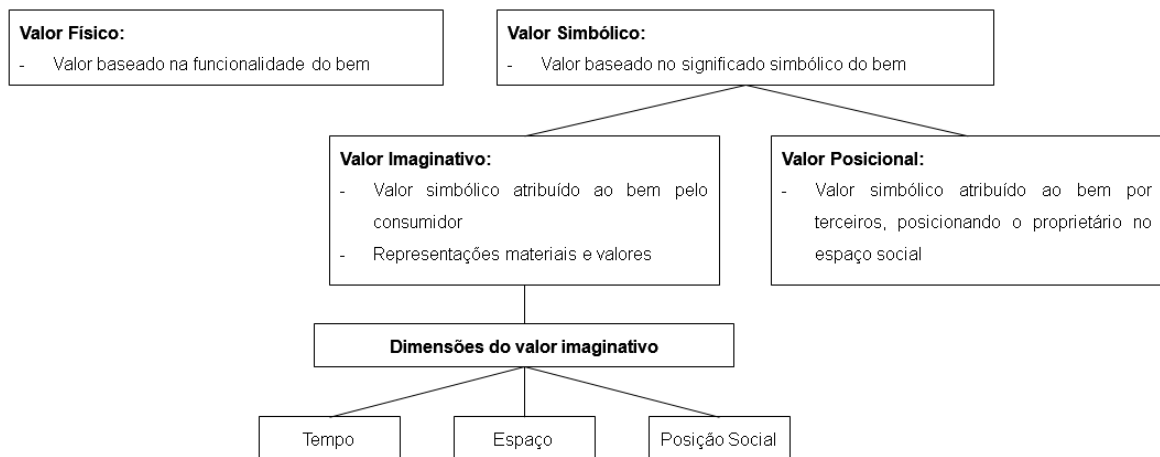 Valor Físico:
- Valor baseado na funcionalidade do bem
Valor Simbólico:
- Valor baseado no significado simbólico do bem
Valor Imaginativo:
- Valor simbólico atribuído ao bem pelo
consumidor
- Representações materiais e valores
Valor Posicional:
- Valor simbólico atribuído ao bem por
terceiros, posicionando o proprietário no
espaço social
Dimensões do valor imaginativo
Tempo
Espaço
Posição Social